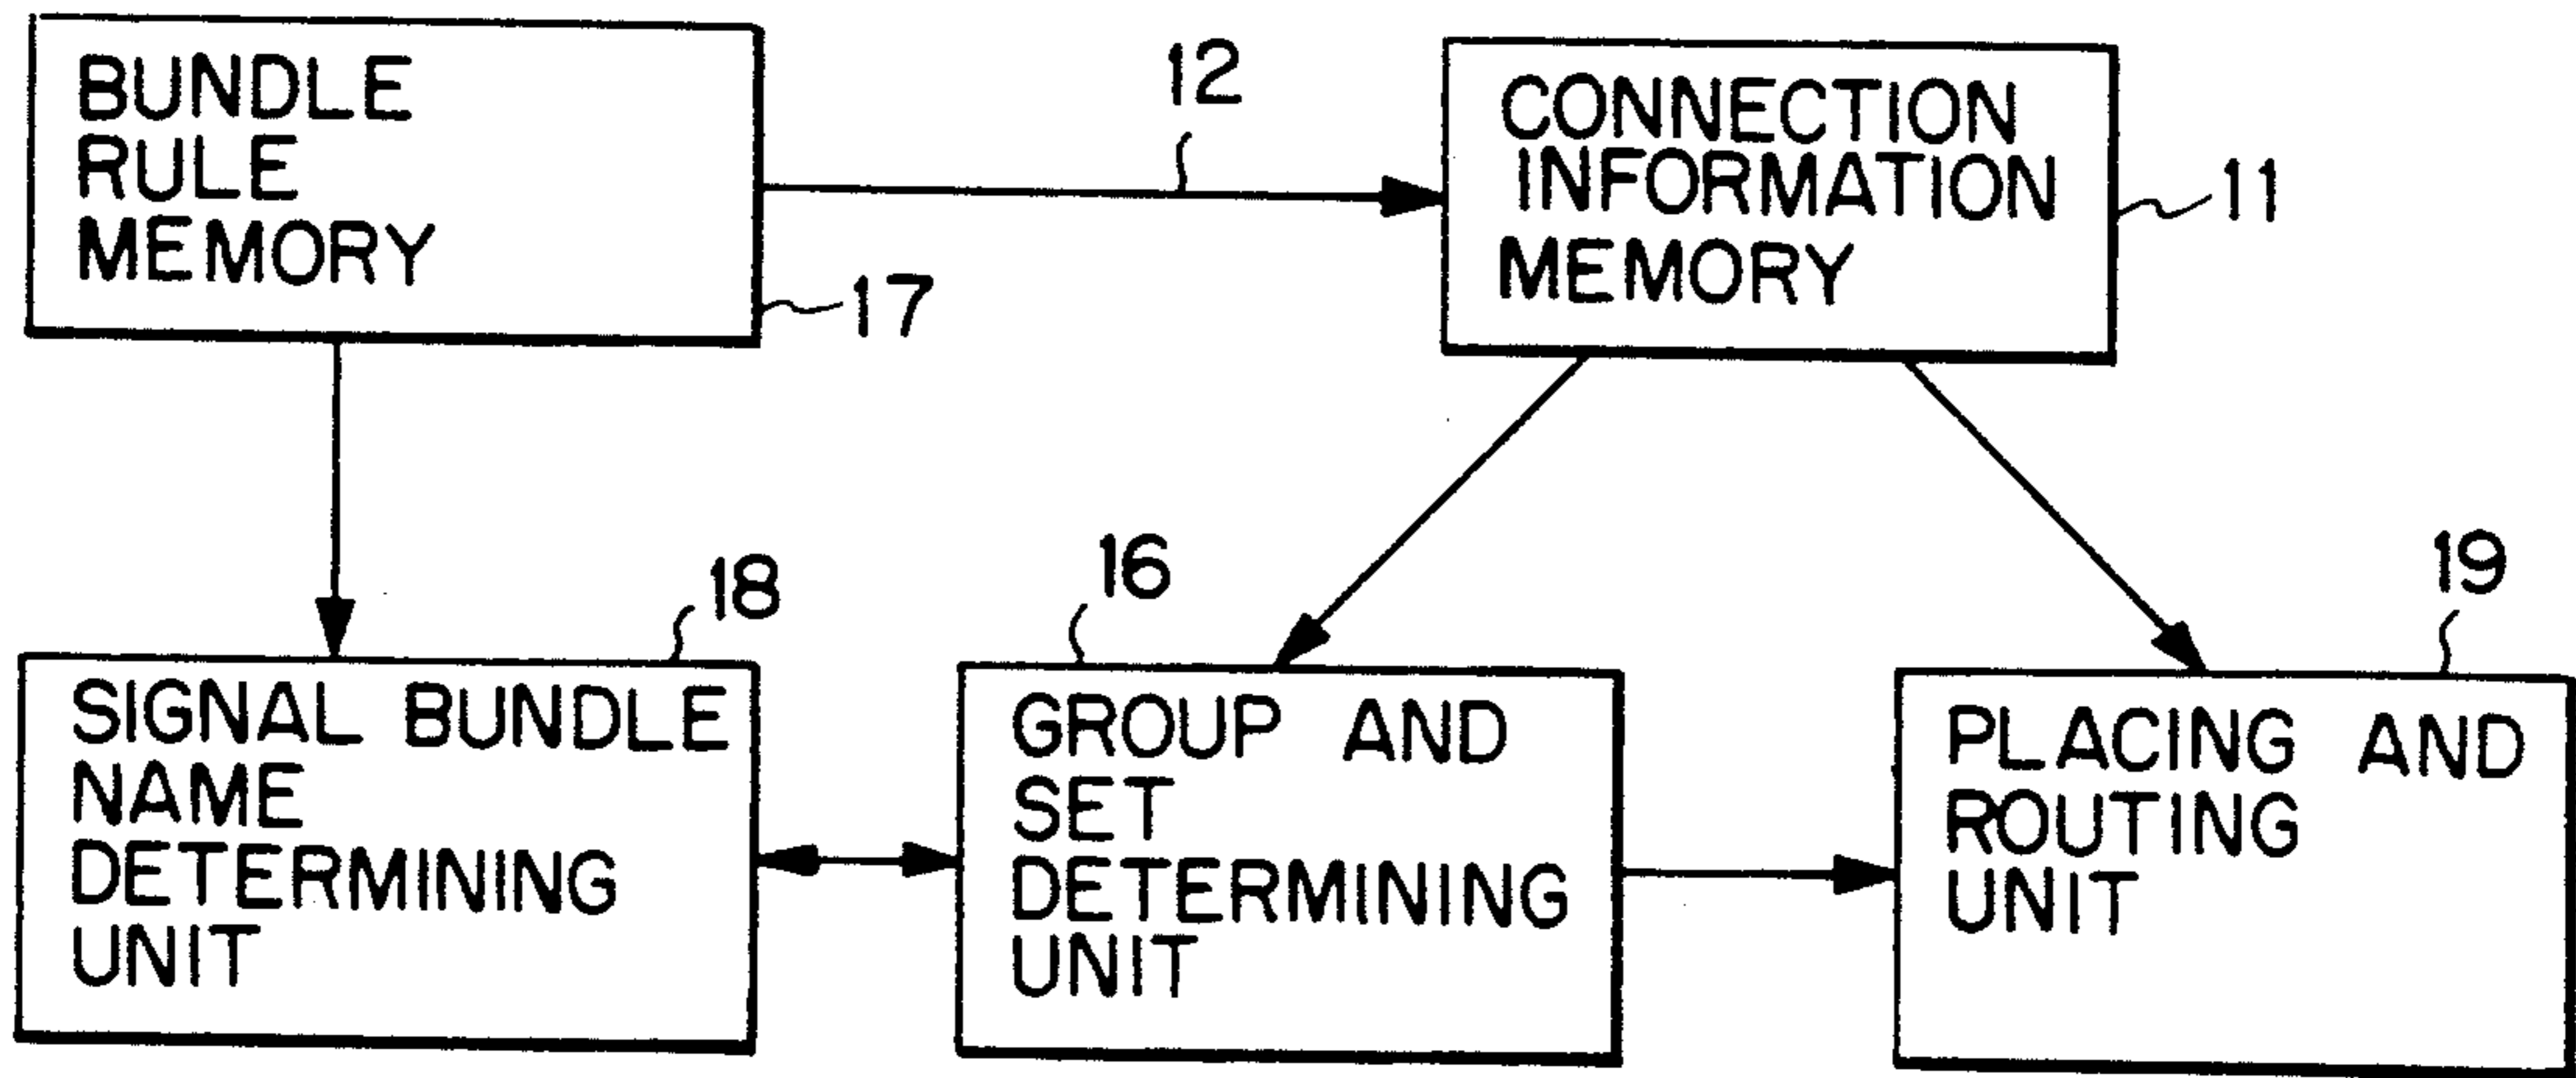 BUNDLE
RULE
MEMORY
17
12
CONNECTION
INFORMATION
MEMORY
11
18
SIGNAL BUNDLE
NAME
DETERMINING
UNIT
16
GROUP AND
SET
DETERMINING
UNIT
19
PLACING AND
ROUTING
UNIT